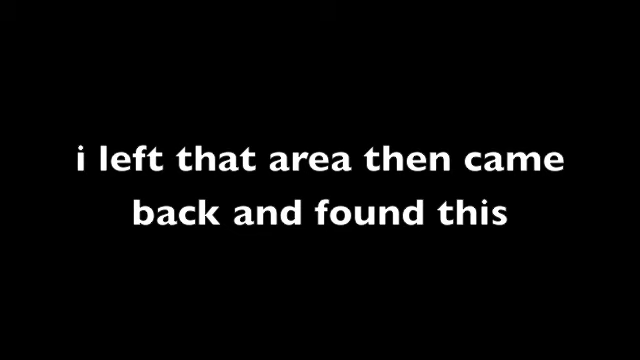 i left that area then came
back and found this